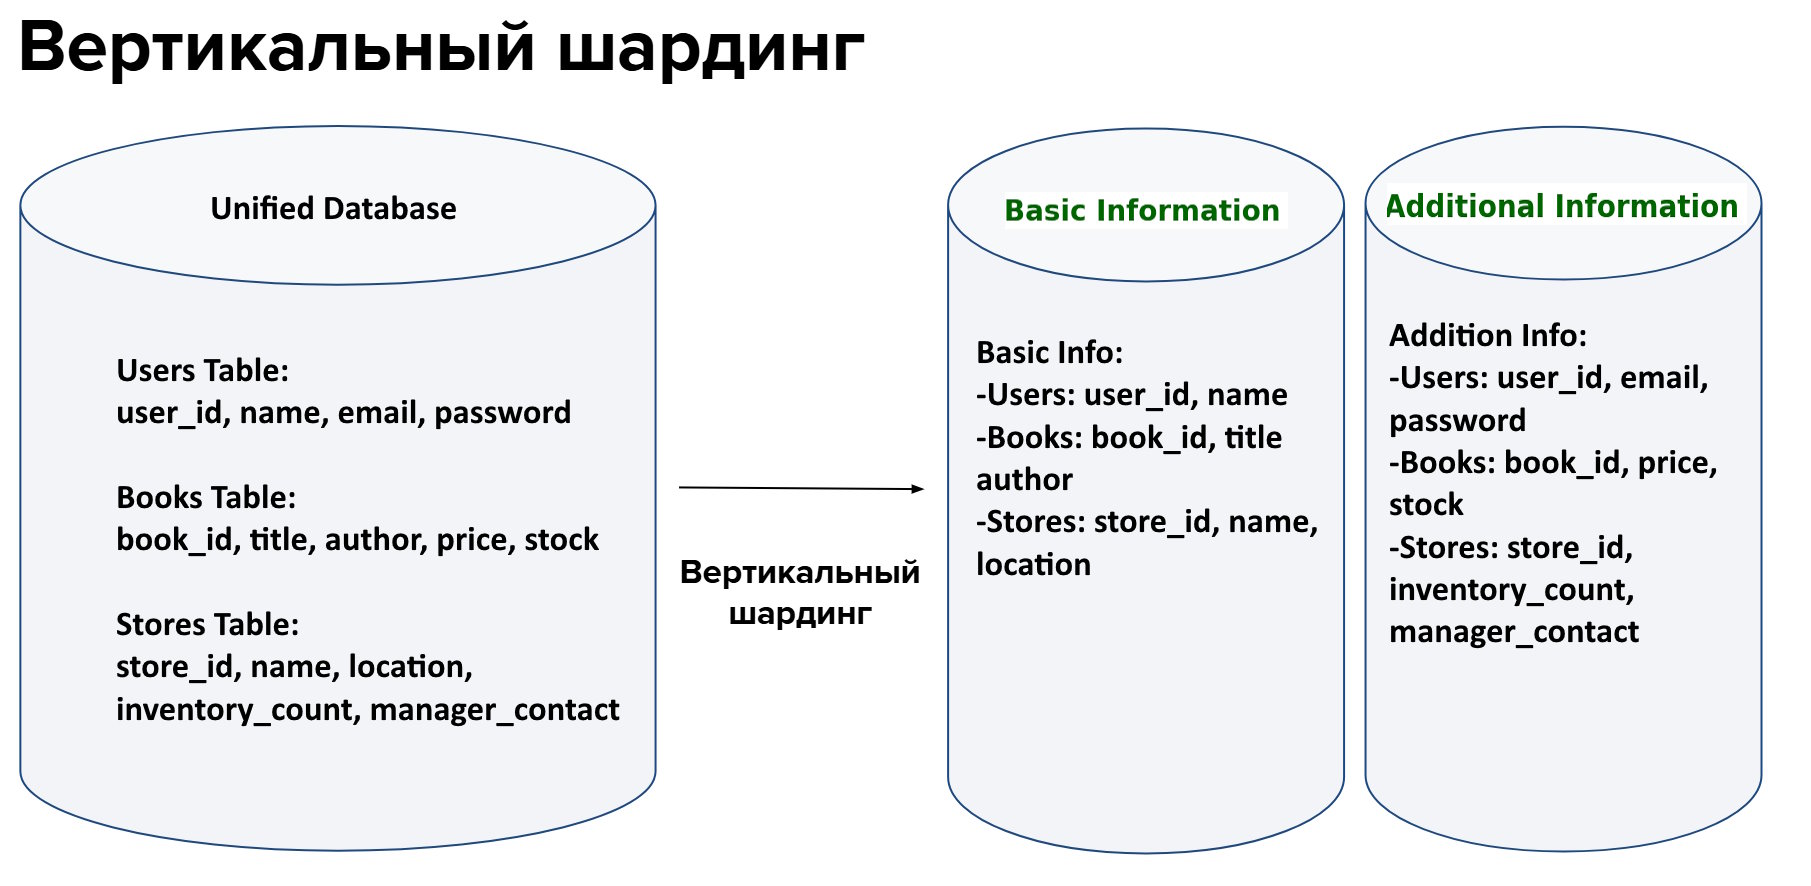 Вертикальный шардинг
Unified Database
Users Table:
user_id, name, email, password
Books Table:
book_id, title, author, price, stock
Stores Table:
store_id, name, location,
inventory_count, manager_contact
Вертикальный
шардинг
Basic Information
Basic Info:
-Users: user_id, name
-Books: book_id, title
author
-Stores: store_id, name,
location
Additional Information
Addition Info:
-Users: user_id, email,
password
-Books: book_id, price,
stock
-Stores: store_id,
inventory_count,
manager_contact